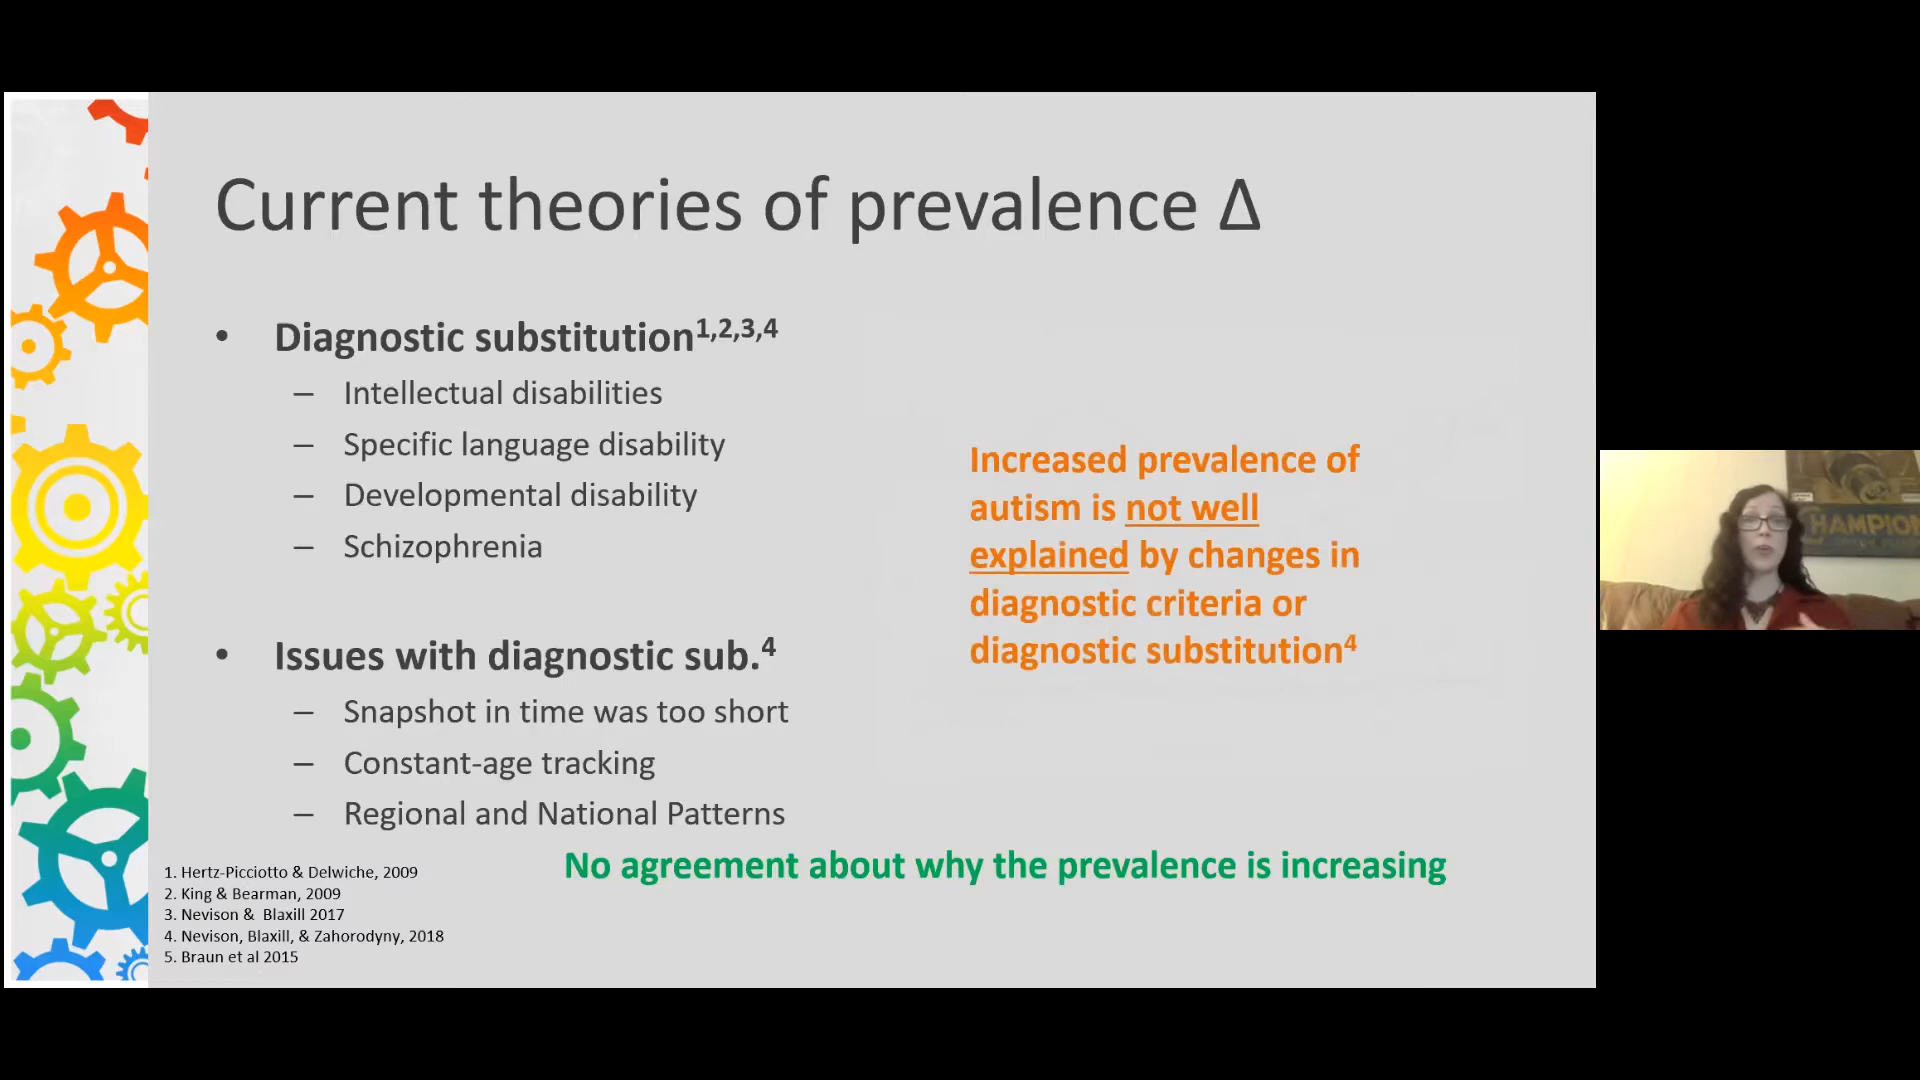 Current theories of prevalence Δ
• Diagnostic substitution1,2,3,4
– Intellectual disabilities
– Specific language disability
– Developmental disability
– Schizophrenia
• Issues with diagnostic sub.4
– Snapshot in time was too short
– Constant-age tracking
– Regional and National Patterns
Increased prevalence of
autism is not well
explained by changes in
diagnostic criteria or
diagnostic substitution4
No agreement about why the prevalence is increasing
1. Hertz-Picciotto & Delwiche, 2009
2. King & Bearman, 2009
3. Nevison & Blaxill 2017
4. Nevison, Blaxill, & Zahorodyny, 2018
5. Braun et al 2015
CHAMPION